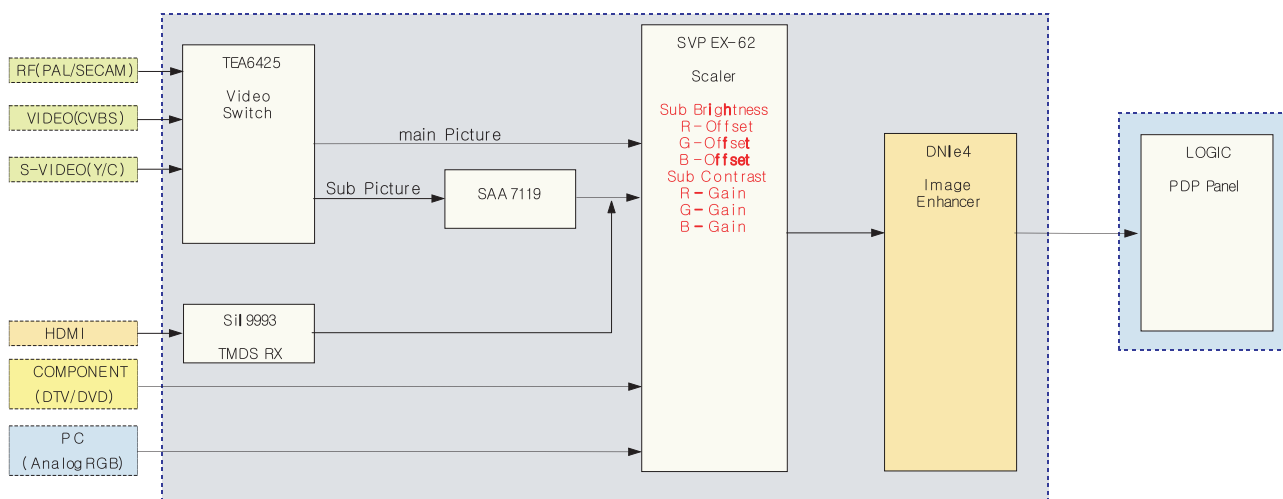 RF(PAL/SECAM)
VIDEO(CVBS)
S-VIDEO(Y/C)
HDMI
COMPONENT
(DTV/DVD)
PC
(Analog RGB)
TEA6425
Video
Switch
main Picture
Sub Picture
SAA7119
SiI9993
TMDS RX
SVP EX-62
Scaler
Sub Brightness
R-Offset
G-Offset
B-Offset
Sub Contrast
R-Gain
G-Gain
B-Gain
DNIe4
Image
Enhancer
LOGIC
PDP Panel